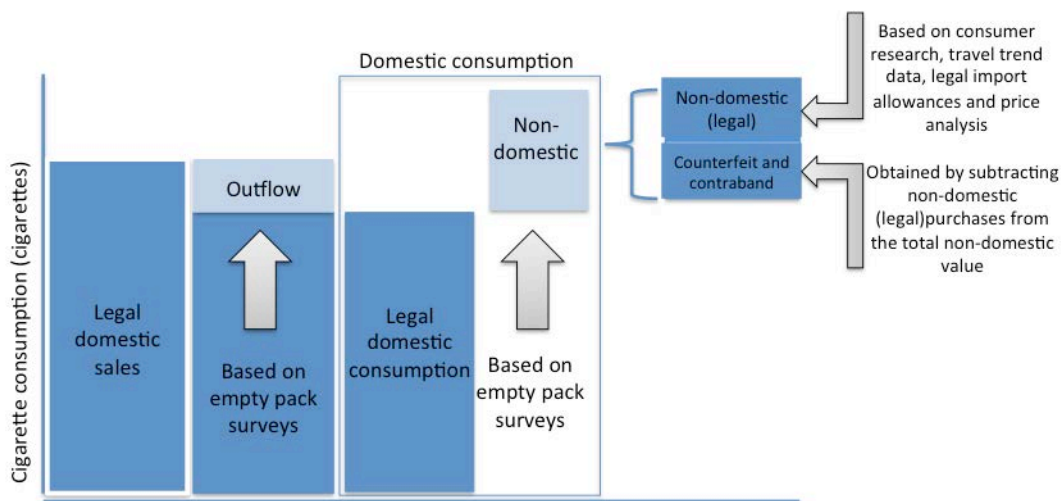 Cigarette consumption (cigarettes)
Legal
domestic
sales
Outflow
Based on
empty pack
surveys
Domestic consumption
Legal
domestic
consumption
Non-
domestic
Based on
empty pack
surveys
Non-domestic
(legal)
Counterfeit and
contraband
Based on consumer
research, travel trend
data, legal import
allowances and price
analysis
Obtained by subtracting
non-domestic
(legal)purchases from
the total non-domestic
value